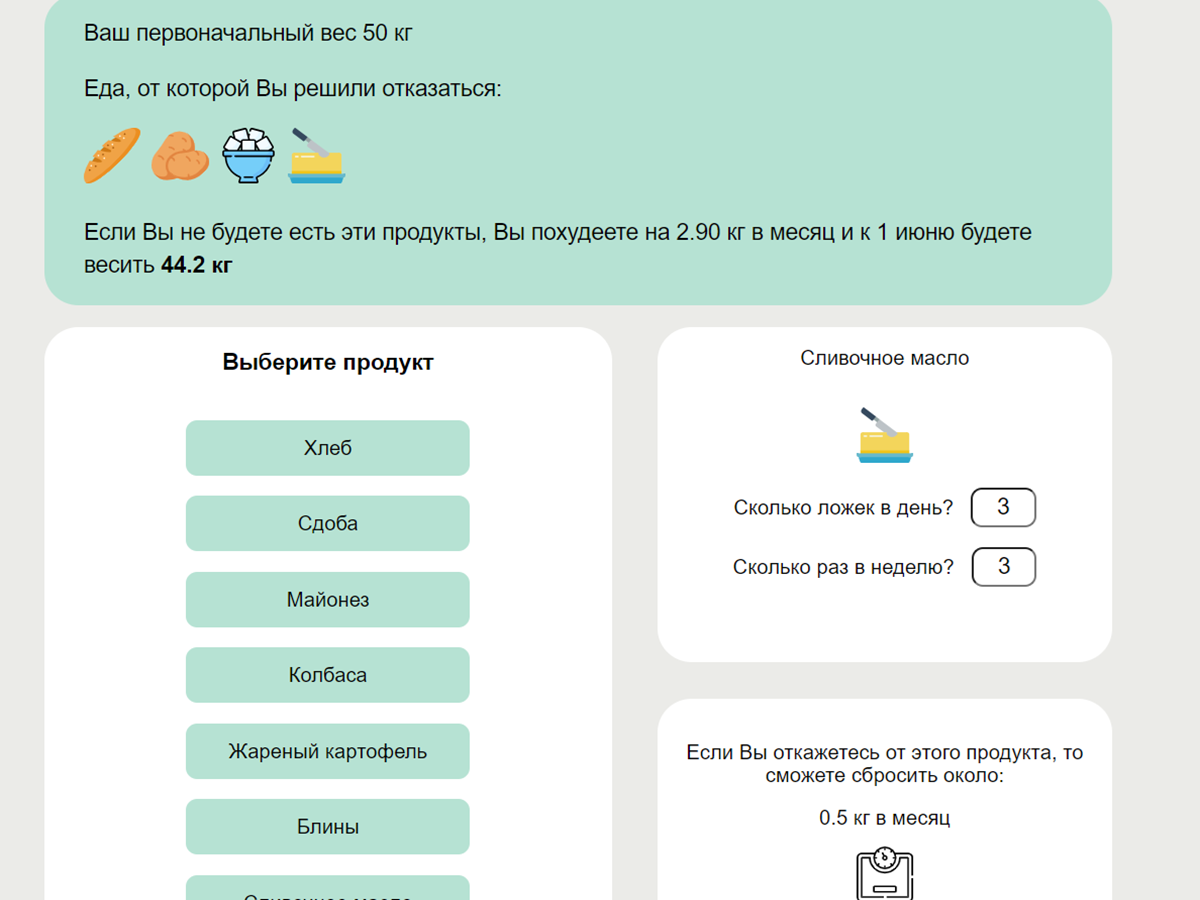 Ваш первоначальный вес 50 кг
Еда, от которой Вы решили отказаться:
Если Вы не будете есть эти продукты, Вы похудеете на 2.90 кг в месяц и к 1 июню будете
весить 44.2 кг
Выберите продукт
Хлеб
Сдоба
Майонез
Колбаса
Жареный картофель
Блины
Сливочное масло
Сливочное масло
Сколько ложек в день? 3
Сколько раз в неделю? 3
Если Вы откажетесь от этого продукта, то
сможете сбросить около:
0.5 кг в месяц